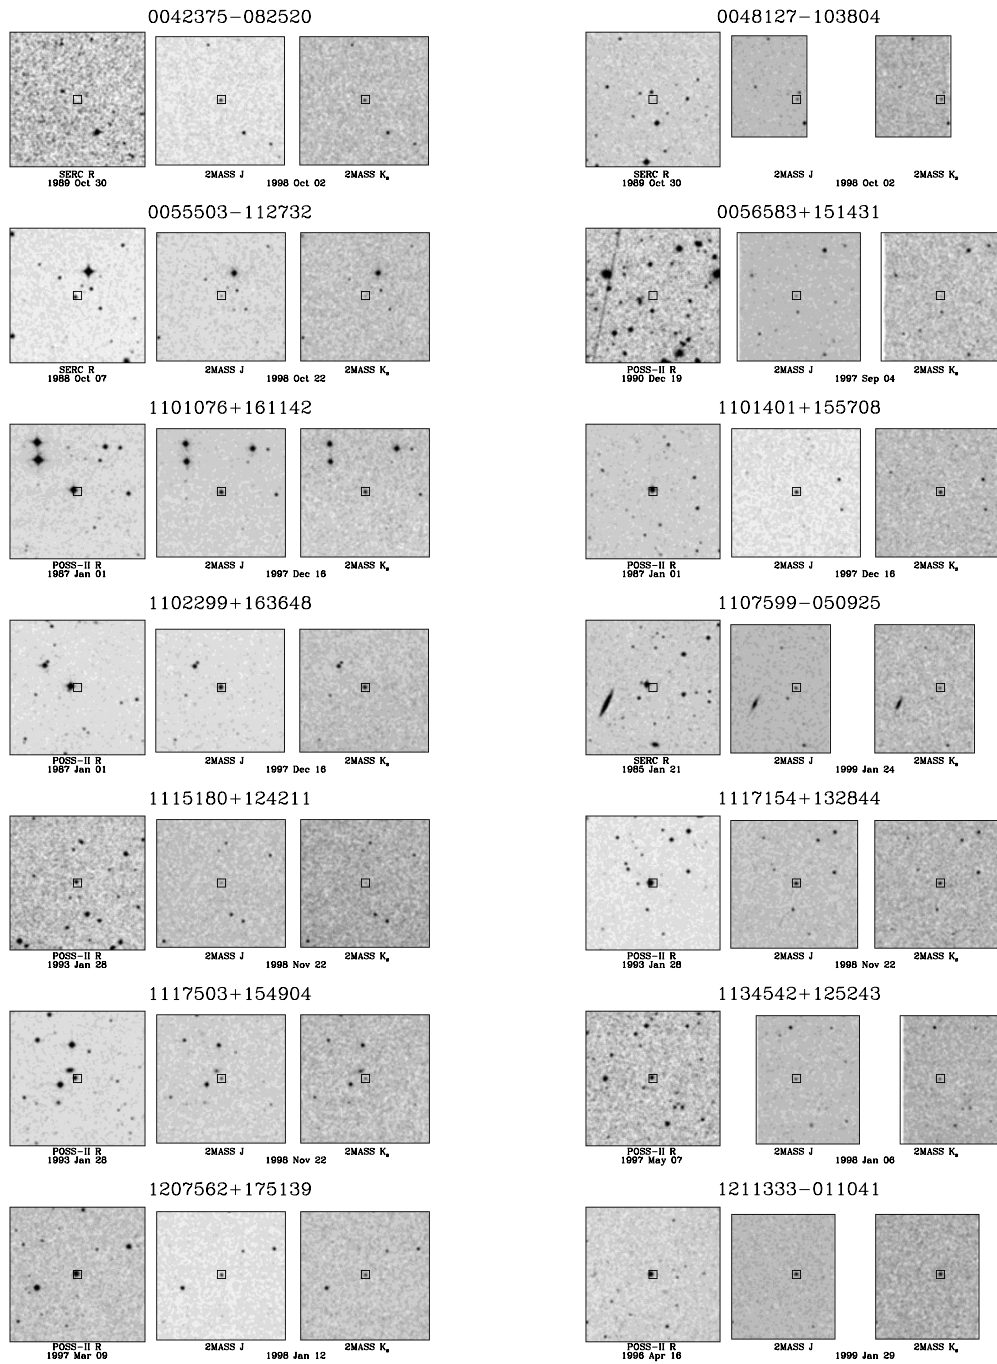 0042375-082520
SERC R
1989 Oct 30
2MASS J
1998 Oct 02
2MASS Ks
0048127-103804
SERC R
1989 Oct 30
2MASS J
1998 Oct 02
2MASS Ks
0055503-112732
SERC R
1988 Oct 07
2MASS J
1998 Oct 22
2MASS Ks
0056583+151431
POSS-II R
1990 Dec 19
2MASS J
1997 Sep 04
2MASS Ks
1101076+161142
POSS-II R
1987 Jan 01
2MASS J
1997 Dec 16
2MASS Ks
1101401+155708
POSS-II R
1987 Jan 01
2MASS J
1997 Dec 16
2MASS Ks
1102299+163648
POSS-II R
1987 Jan 01
2MASS J
1997 Dec 16
2MASS Ks
1107599-050925
SERC R
1985 Jan 21
2MASS J
1999 Jan 24
2MASS Ks
1115180+124211
POSS-II R
1993 Jan 28
2MASS J
1998 Nov 22
2MASS Ks
1117154+132844
POSS-II R
1993 Jan 28
2MASS J
1998 Nov 22
2MASS Ks
1117503+154904
POSS-II R
1993 Jan 28
2MASS J
1998 Nov 22
2MASS Ks
1134542+125243
POSS-II R
1997 May 07
2MASS J
1998 Jan 06
2MASS Ks
1207562+175139
POSS-II R
1997 Mar 09
2MASS J
1998 Jan 12
2MASS Ks
1211333-011041
POSS-II R
1996 Apr 16
2MASS J
1999 Jan 29
2MASS Ks